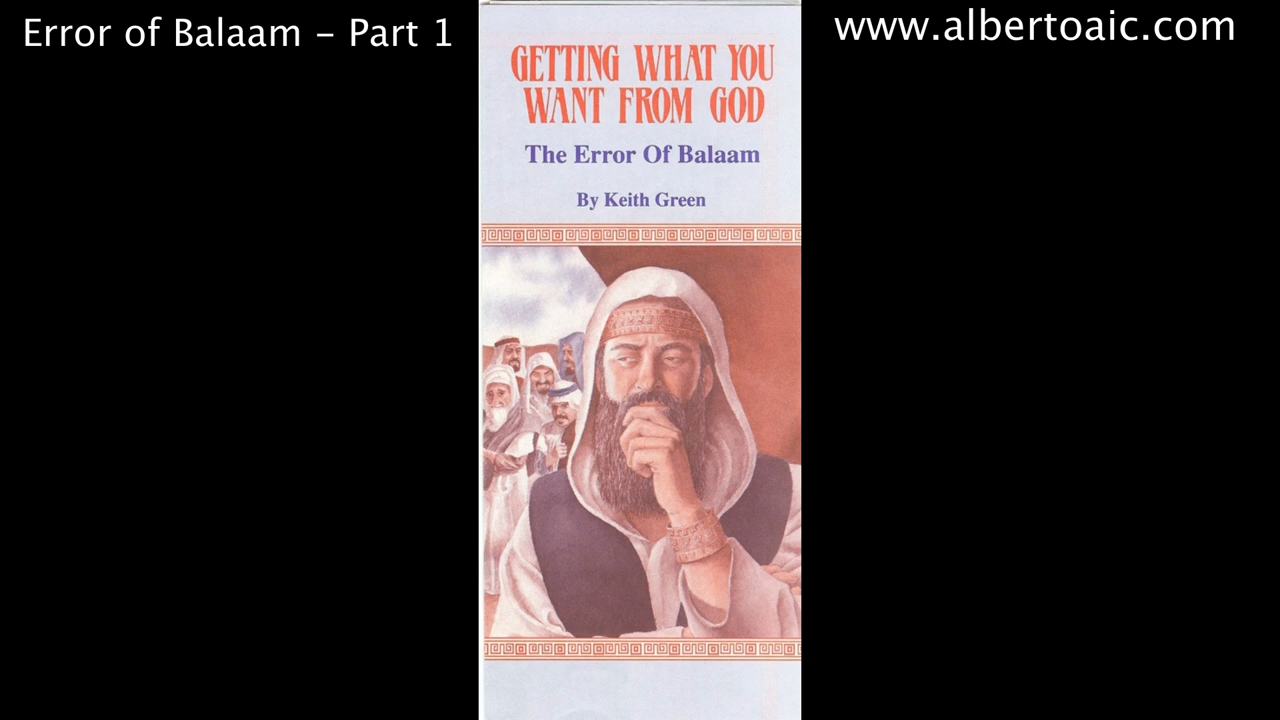 Error of Balaam - Part 1
www.albertoaic.com
GETTING WHAT YOU
WANT FROM GOD
The Error Of Balaam
By Keith Green